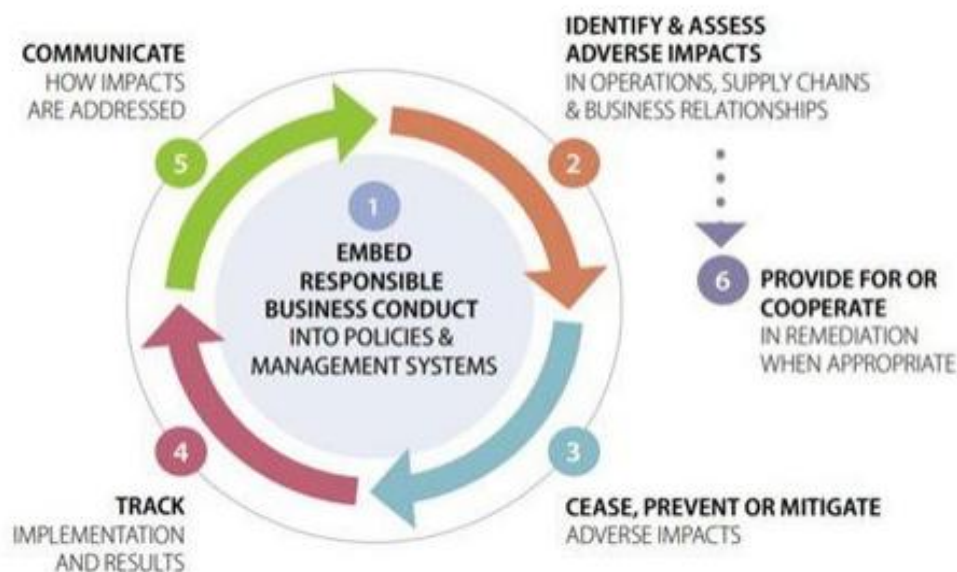 COMMUNICATE
HOW IMPACTS
ARE ADDRESSED
5
IDENTIFY & ASSESS
ADVERSE IMPACTS
IN OPERATIONS, SUPPLY CHAINS
& BUSINESS RELATIONSHIPS
2
1
EMBED
RESPONSIBLE
BUSINESS CONDUCT
INTO POLICIES &
MANAGEMENT SYSTEMS
6
PROVIDE FOR OR
COOPERATE
IN REMEDIATION
WHEN APPROPRIATE
4
TRACK
IMPLEMENTATION
AND RESULTS
3
CEASE, PREVENT OR MITIGATE
ADVERSE IMPACTS